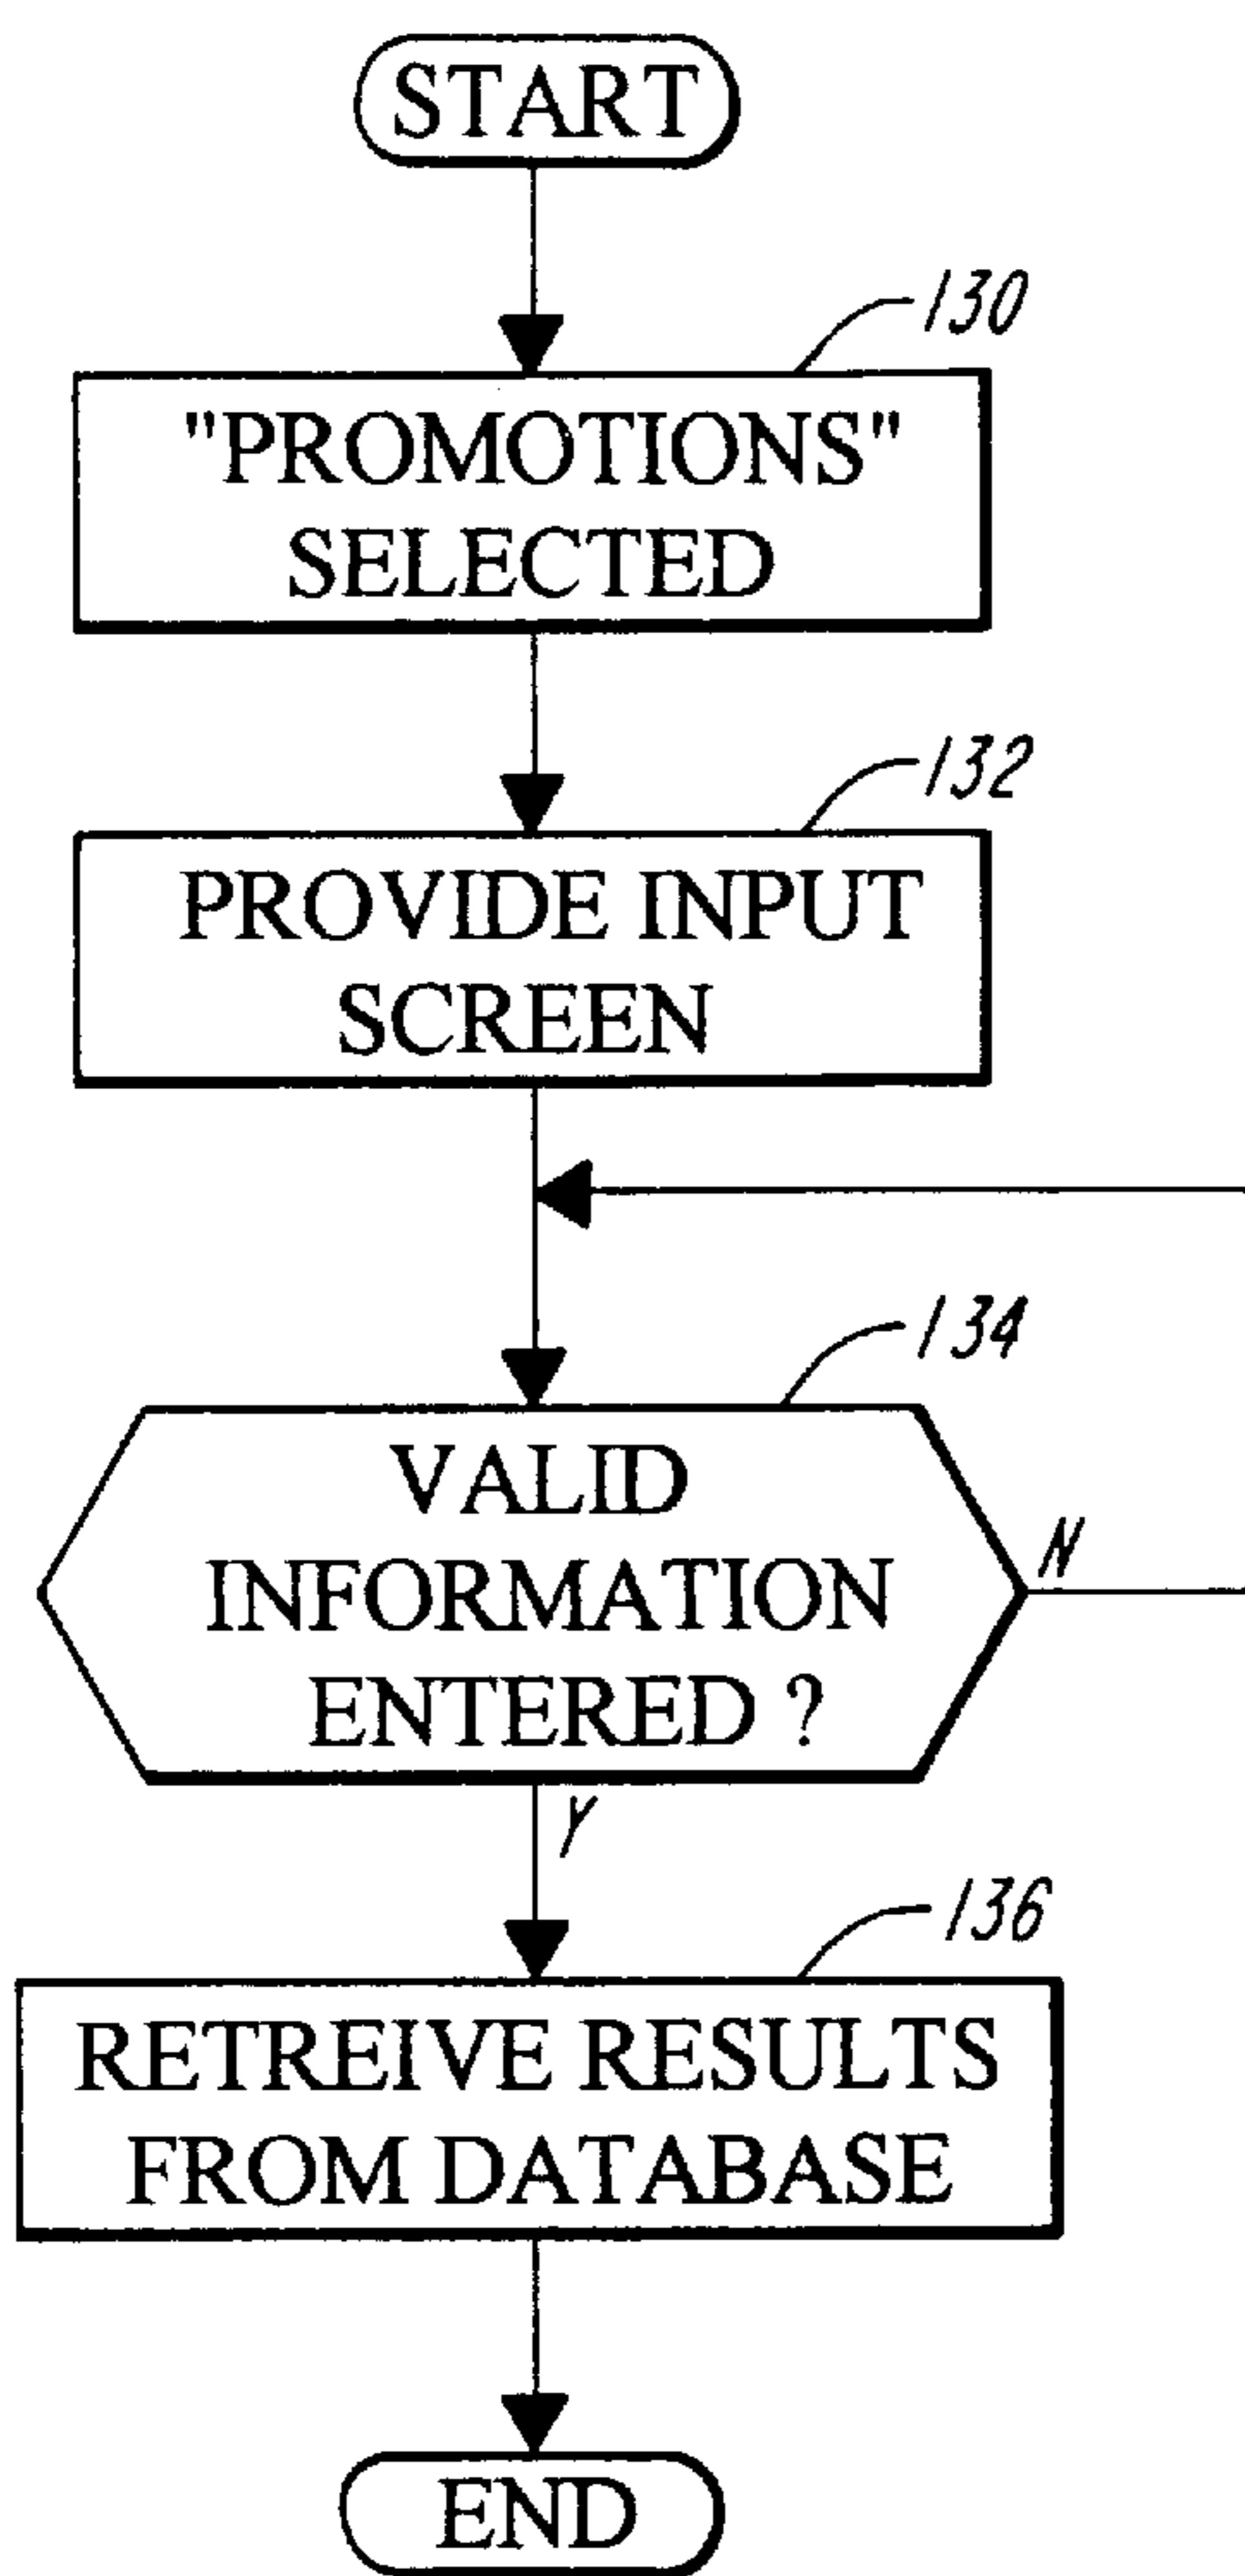 START
130
"PROMOTIONS"
SELECTED
132
PROVIDE INPUT
SCREEN
134
VALID
INFORMATION
ENTERED ?
N
Y
136
RETREIVE RESULTS
FROM DATABASE
END